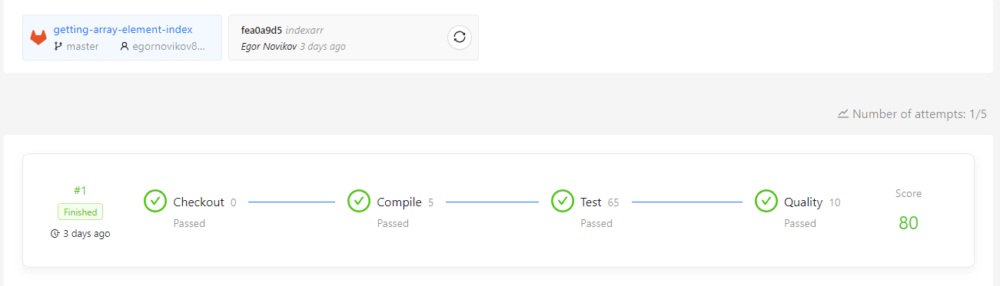 getting-array-element-index
master egornovikov8...
fea0a9d5 indexarr
Egor Novikov 3 days ago
Number of attempts: 1/5
#1
Finished
3 days ago
Checkout 0
Passed
Compile 5
Passed
Test 65
Passed
Quality 10
Passed
Score
80